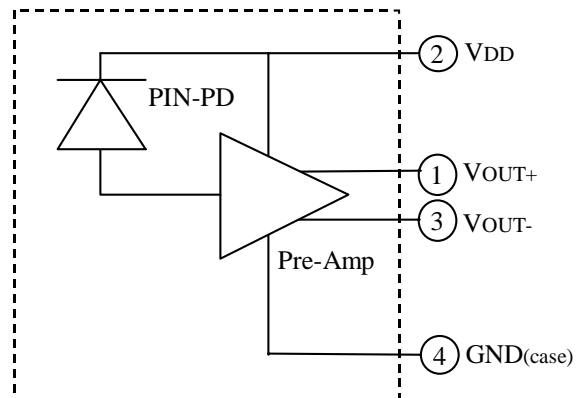 2 VDD
PIN-PD
1 VOUT+
3 VOUT-
Pre-Amp
4 GND(case)